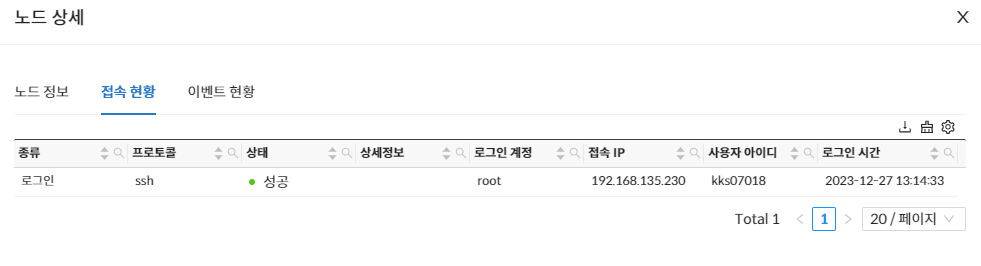 노드 상세 X
노드 정보 접속 현황 이벤트 현황
종류 프로토콜 상태 상세정보 로그인 계정 접속 IP 사용자 아이디 로그인 시간
로그인 ssh 성공 root 192.168.135.230 kks07018 2023-12-27 13:14:33
Total 1 < 1 > 20 / 페이지